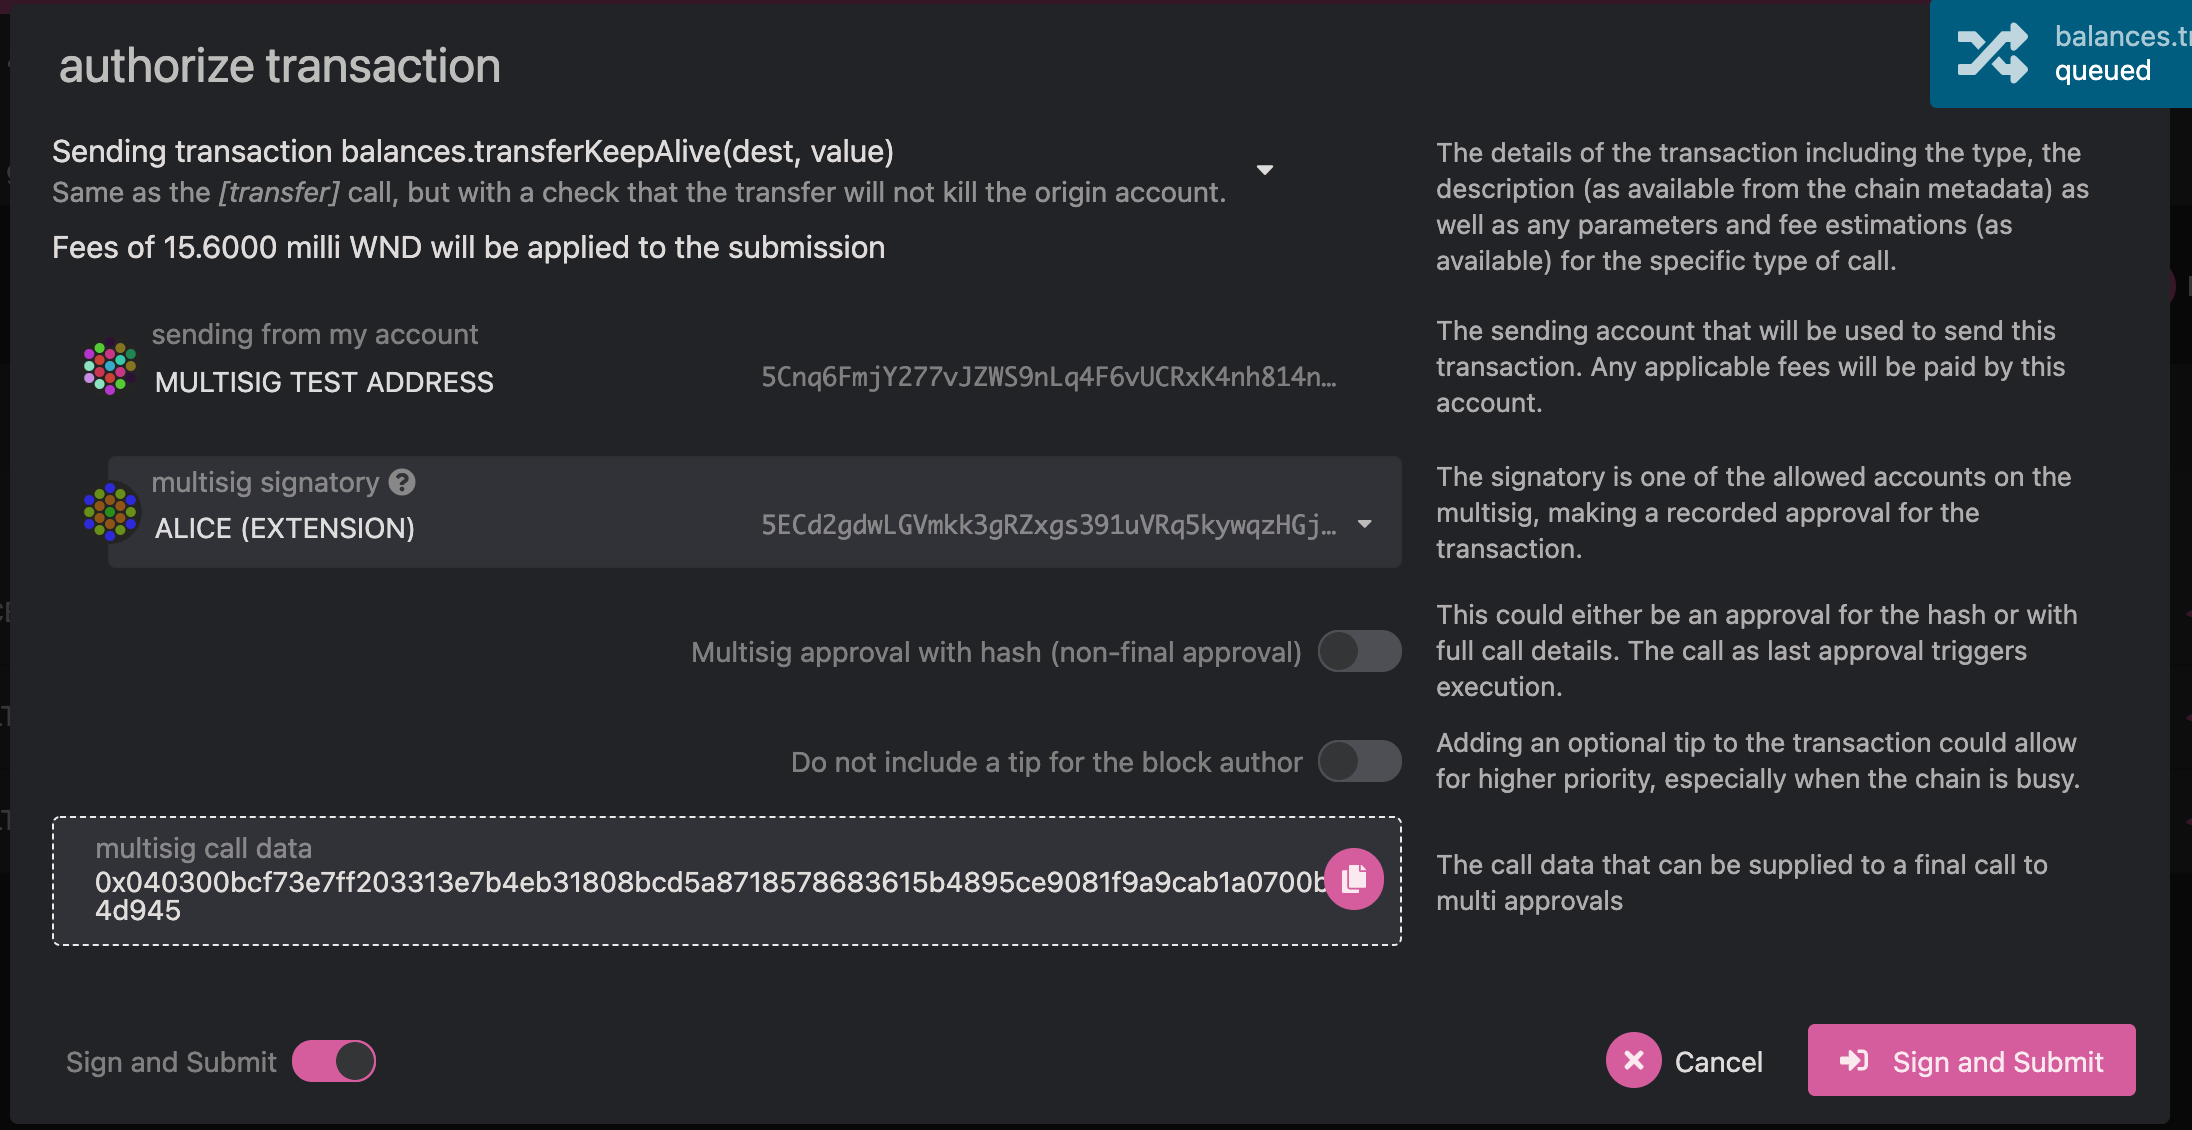 authorize transaction
queued
Sending transaction balances.transferKeepAlive(dest, value)
Same as the [transfer] call, but with a check that the transfer will not kill the origin account.
Fees of 15.6000 milli WND will be applied to the submission
The details of the transaction including the type, the
description (as available from the chain metadata) as
well as any parameters and fee estimations (as
available) for the specific type of call.
sending from my account
MULTISIG TEST ADDRESS
5Cnq6FmjY277vJZWS9nLq4F6vUCRxK4nh814n…
The sending account that will be used to send this
transaction. Any applicable fees will be paid by this
account.
multisig signatory
ALICE (EXTENSION)
5ECd2gdwLGVmkk3gRZxgs391uVRq5kywqzHGj…
The signatory is one of the allowed accounts on the
multisig, making a recorded approval for the
transaction.
Multisig approval with hash (non-final approval)
This could either be an approval for the hash or with
full call details. The call as last approval triggers
execution.
Do not include a tip for the block author
Adding an optional tip to the transaction could allow
for higher priority, especially when the chain is busy.
multisig call data
0x040300bcf73e7ff203313e7b4eb31808bcd5a8718578683615b4895ce9081f9a9cab1a0700b
4d945
The call data that can be supplied to a final call to
multi approvals
Sign and Submit
Cancel
Sign and Submit